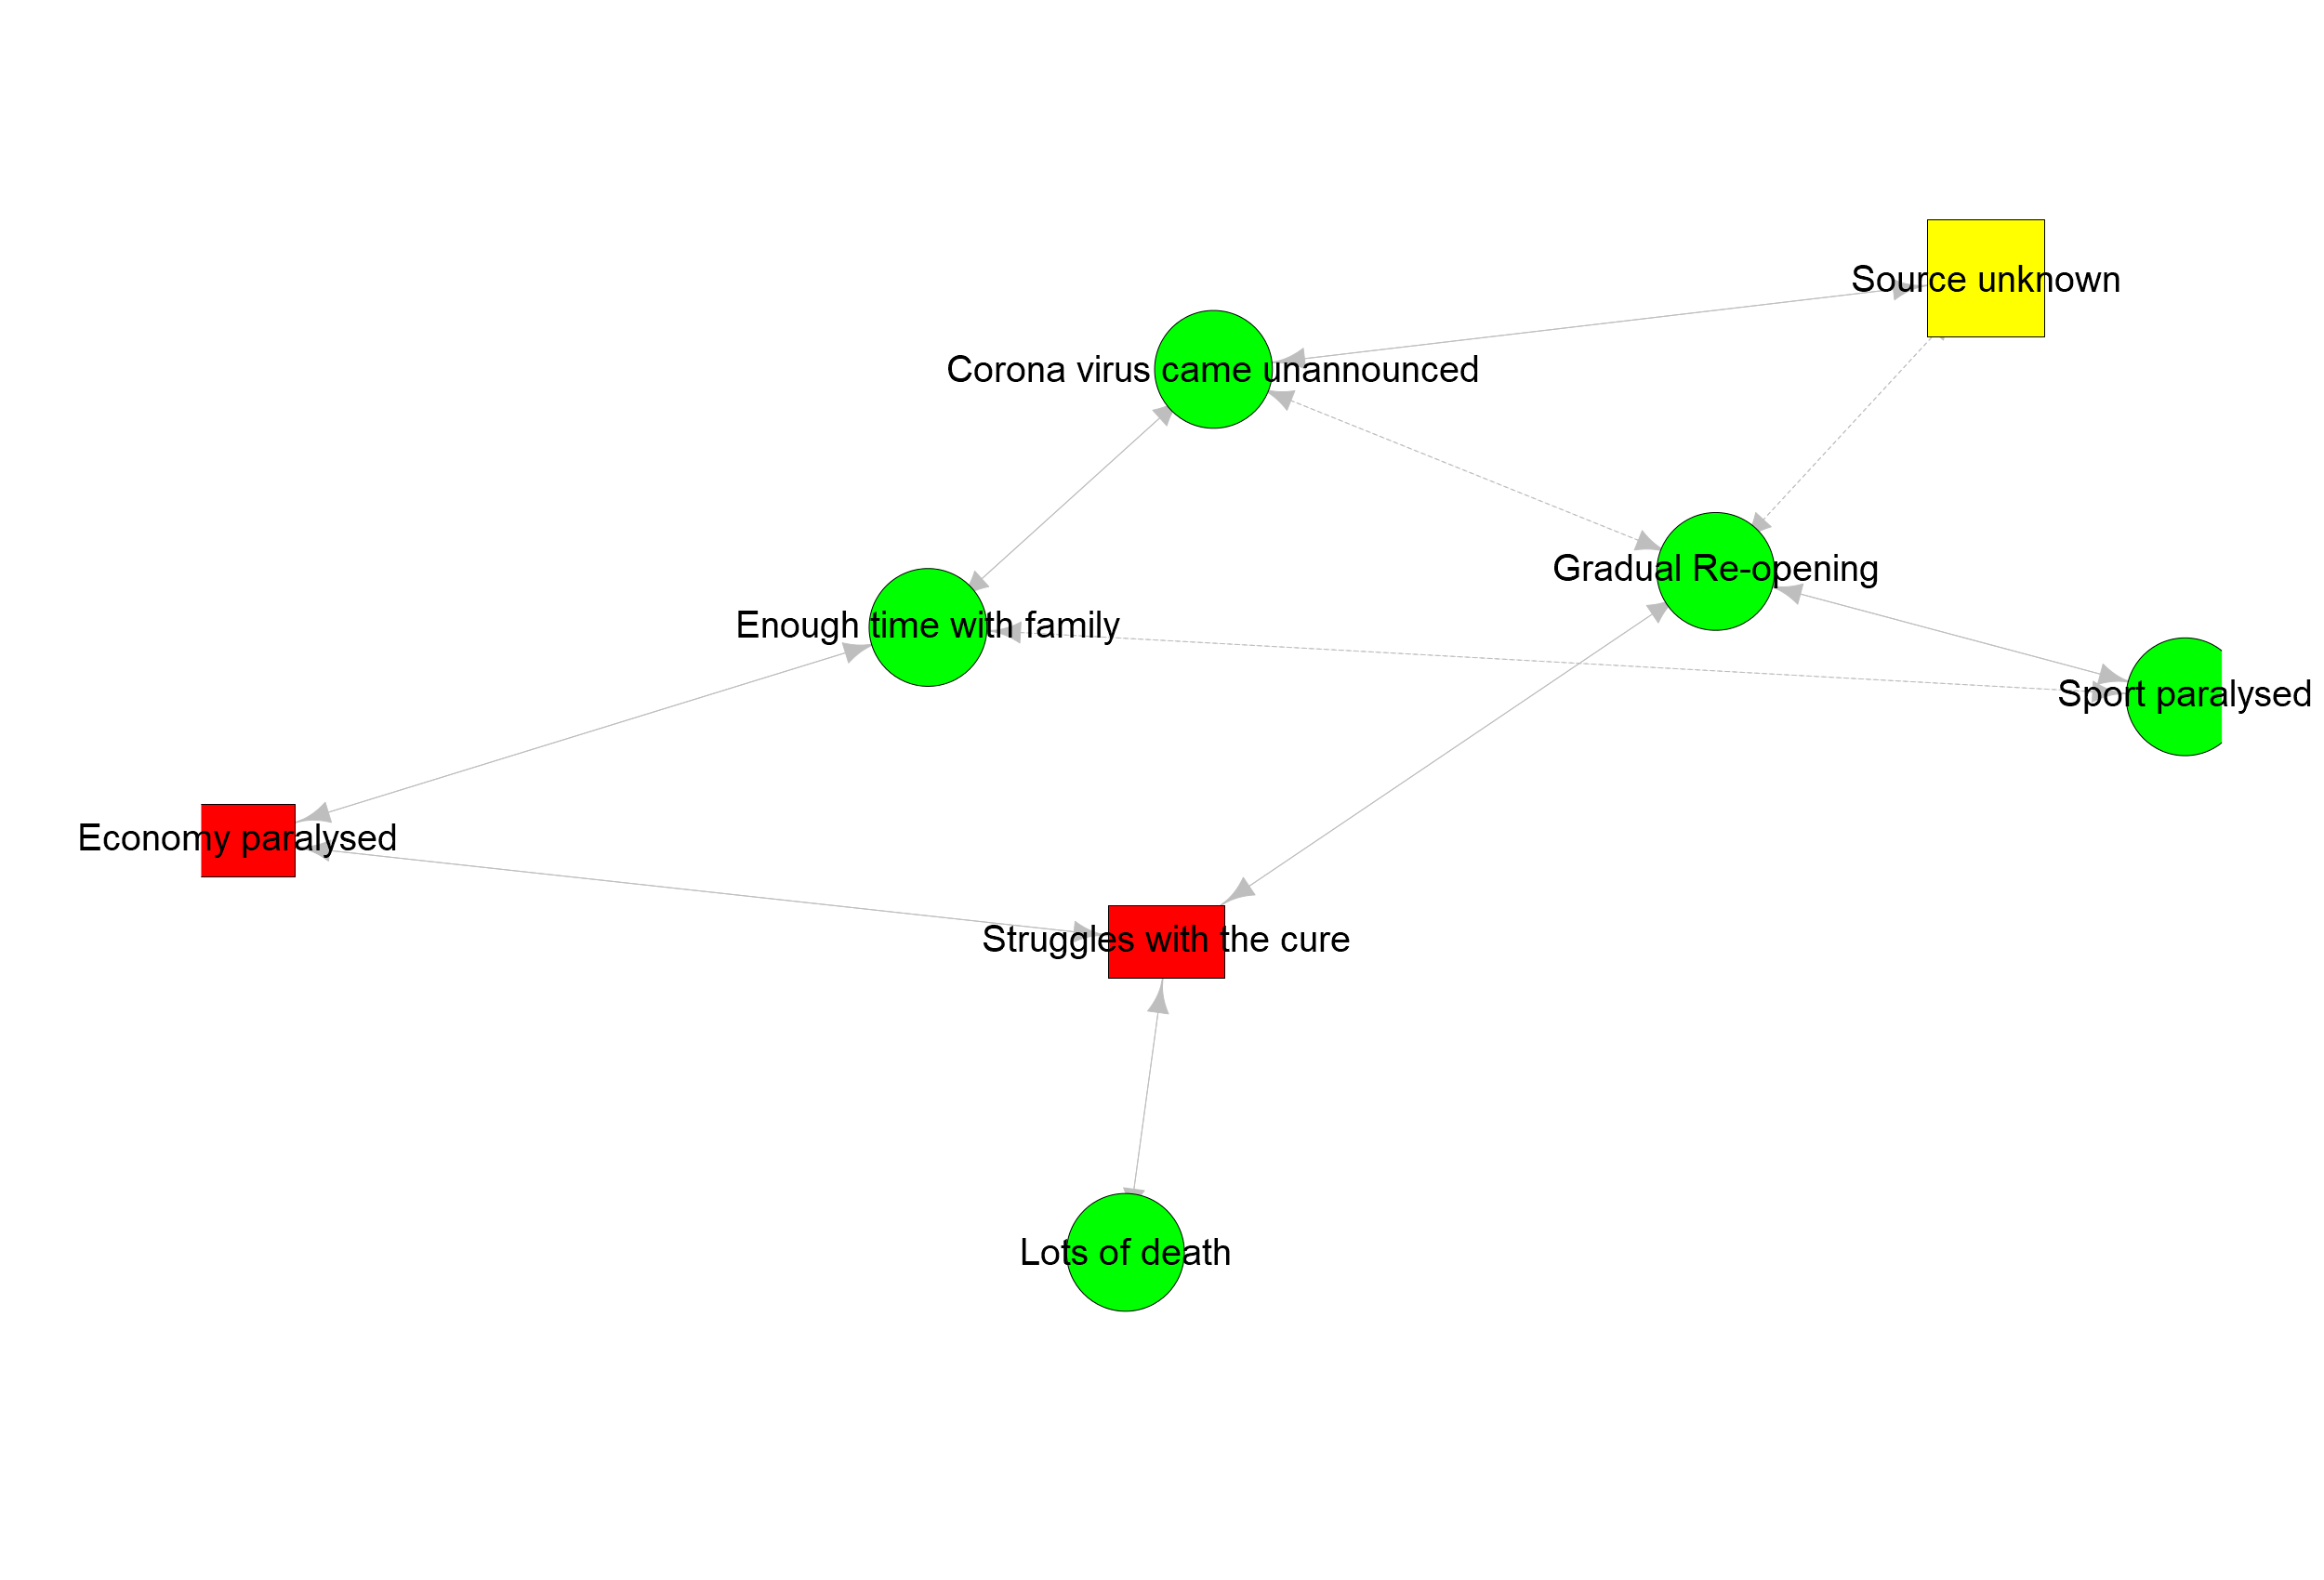 Source unknown
Corona virus came unannounced
Gradual Re-opening
Enough time with family
Sport paralysed
Economy paralysed
Struggles with the cure
Lots of death